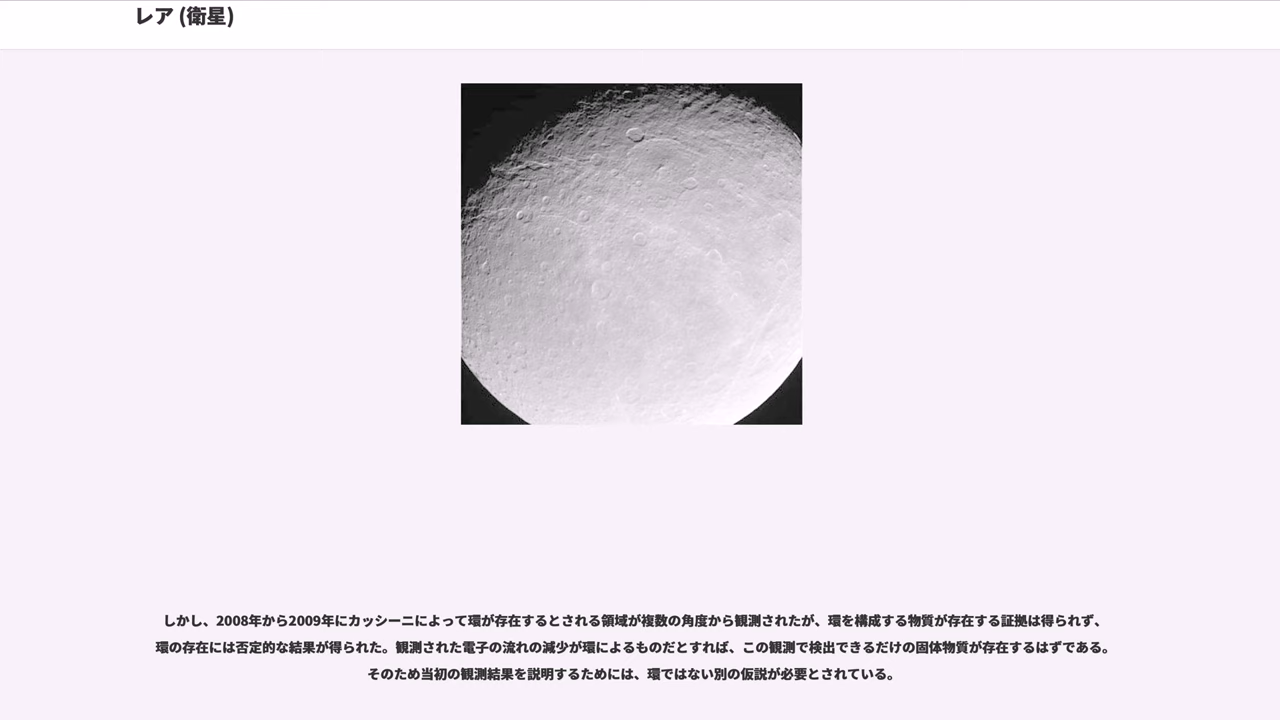 レア (衛星)
しかし、2008年から2009年にカッシーニによって環が存在するとされる領域が複数の角度から観測されたが、環を構成する物質が存在する証拠は得られず、
環の存在には否定的な結果が得られた。観測された電子の流れの減少が環によるものだとすれば、この観測で検出できるだけの固体物質が存在するはずである。
そのため当初の観測結果を説明するためには、環ではない別の仮説が必要とされている。